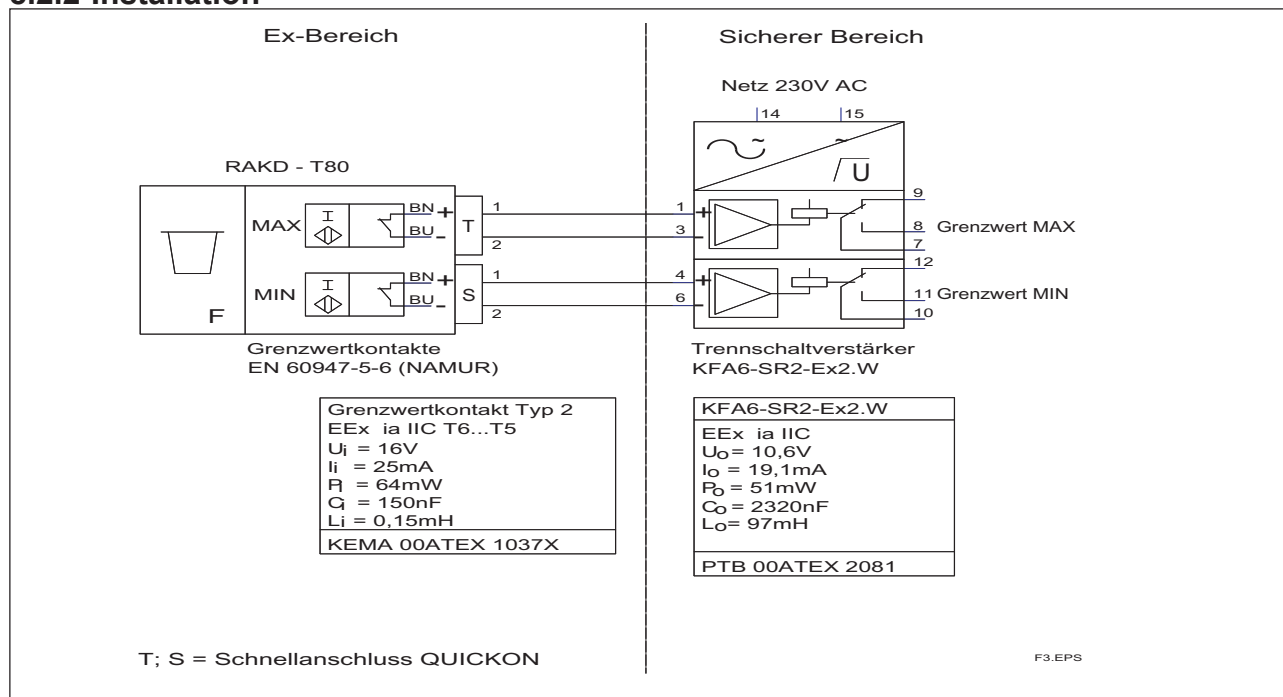 Ex-Bereich
Sicherer Bereich
Netz 230V AC
14 15
~
U
RAKD - T80
MAX
I
BN +
BU -
T
1
2
MIN
I
BN +
BU -
S
1
2
F
1 +
3 -
4 +
6 -
9
8 Grenzwert MAX
7
12
11 Grenzwert MIN
10
Grenzwertkontakte
EN 60947-5-6 (NAMUR)
Trennschaltverstärker
KFA6-SR2-Ex2.W
Grenzwertkontakt Typ 2
EEx ia IIC T6...T5
Ui = 16V
Ii = 25mA
Pi = 64mW
Ci = 150nF
Li = 0,15mH
KEMA 00ATEX 1037X
KFA6-SR2-Ex2.W
EEx ia IIC
Uo = 10,6V
Io = 19,1mA
Po = 51mW
Co = 2320nF
Lo = 97mH
PTB 00ATEX 2081
T; S = Schnellanschluss QUICKON
F3.EPS